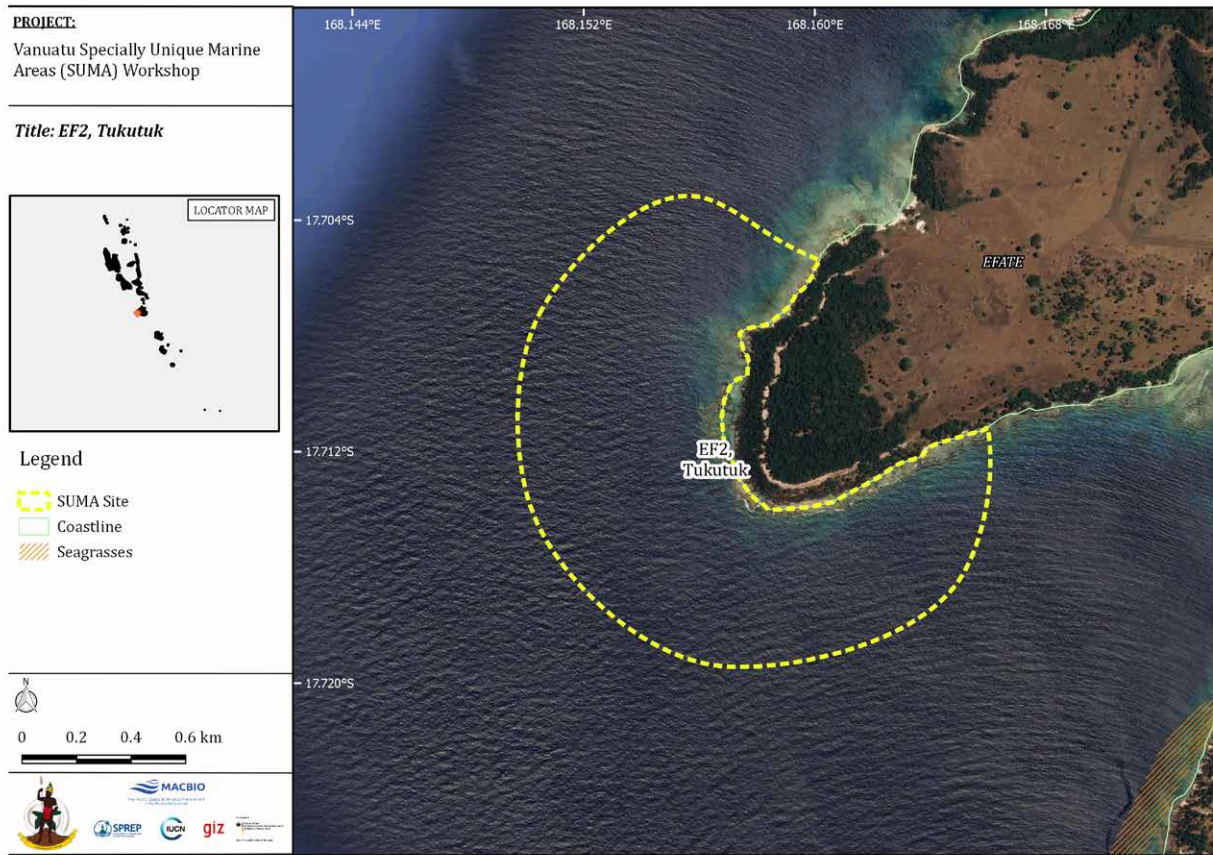 PROJECT:
Vanuatu Specially Unique Marine
Areas (SUMA) Workshop
Title: EF2, Tukutuk
LOCATOR MAP
Legend
SUMA Site
Coastline
Seagrasses
N
0 0.2 0.4 0.6 km
MACBIO
SPREP
IUCN
giz
168.144°E 168.152°E 168.160°E 168.168°E
17.704°S
EFATE
17.712°S
EF2,
Tukutuk
17.720°S